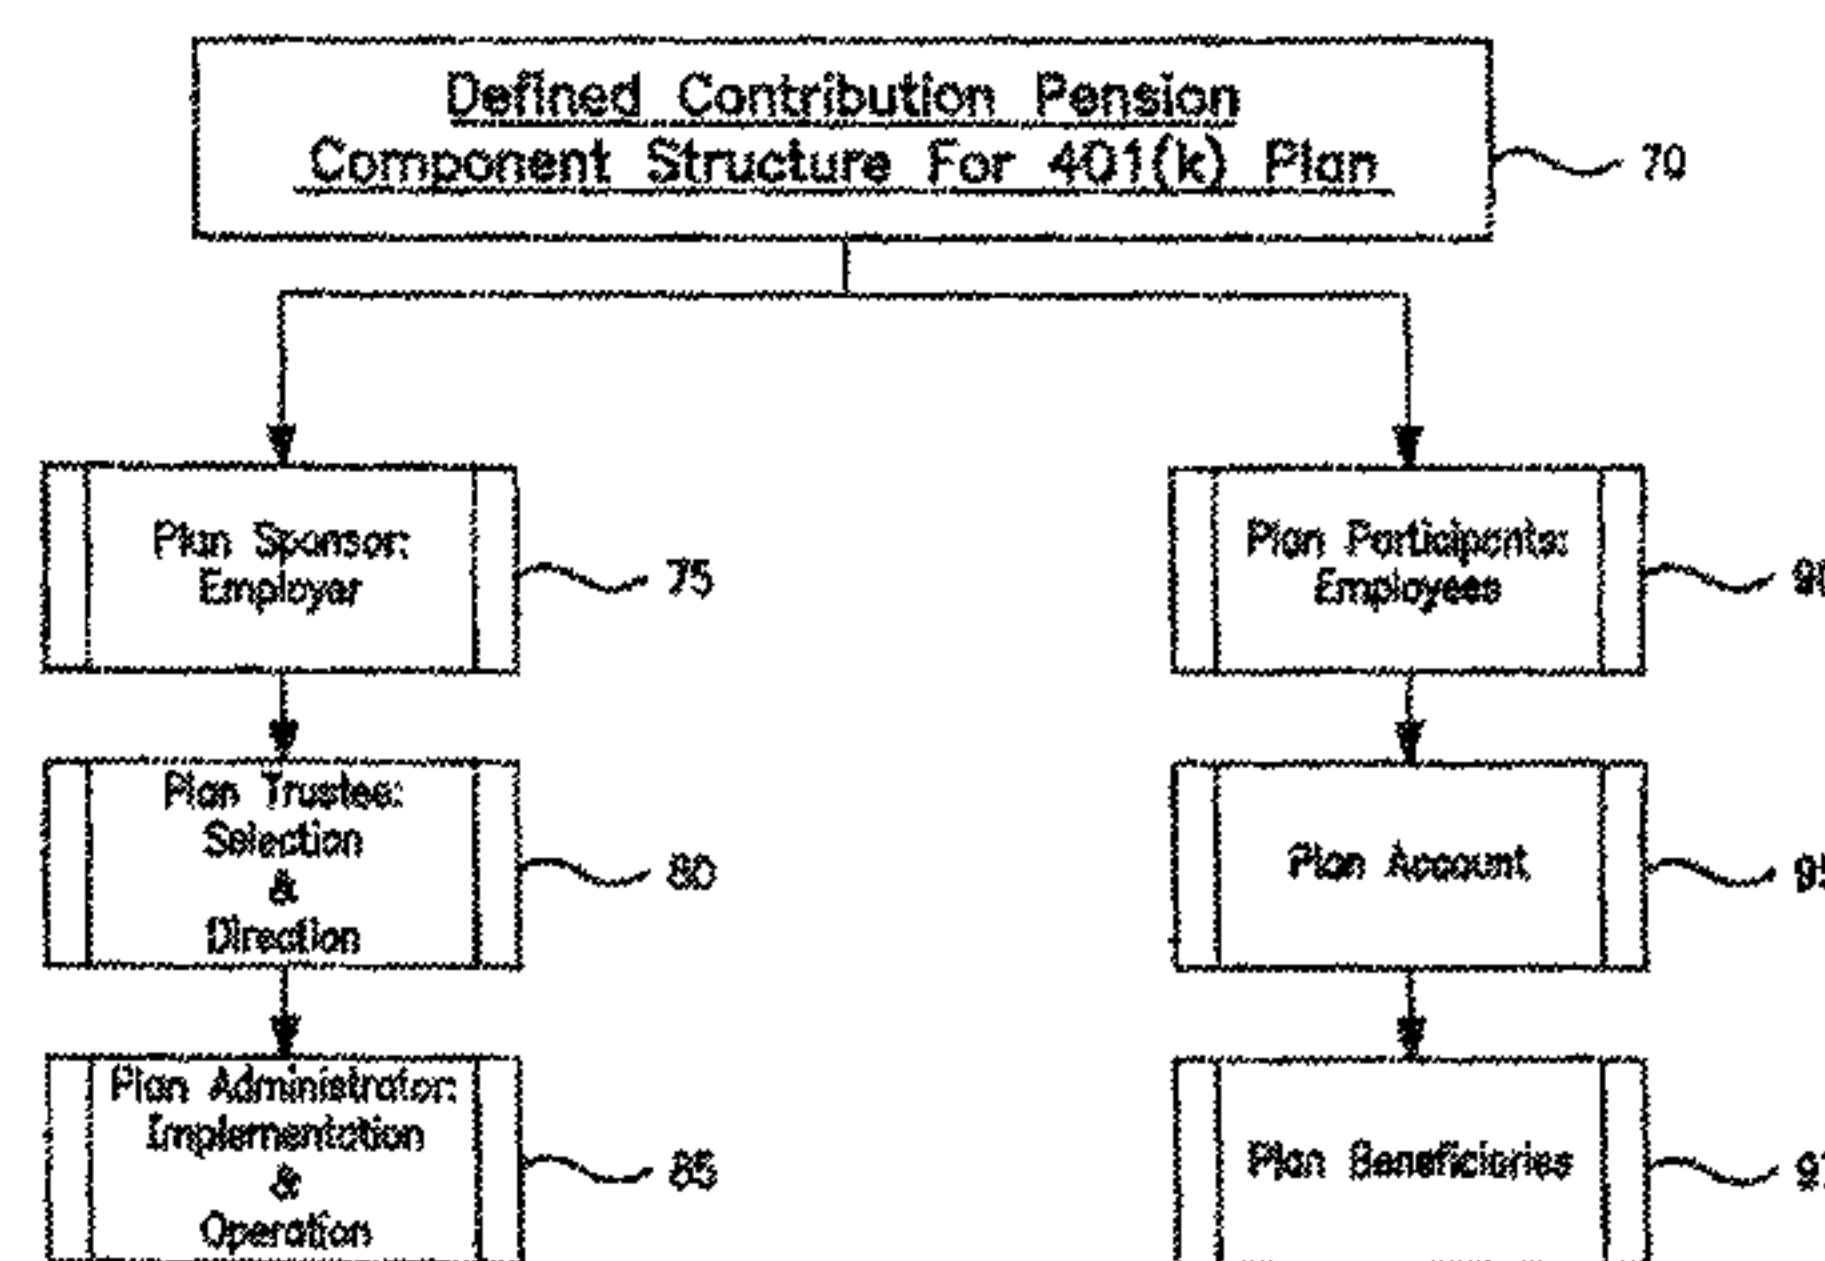 Defined Contribution Pension
Component Structure For 401(k) Plan
70
Plan Sponsor:
Employer
75
Plan Trustee:
Selection
&
Direction
80
Plan Administrator:
Implementation
&
Operation
85
Plan Participants:
Employees
Plan Account
Plan Beneficiaries